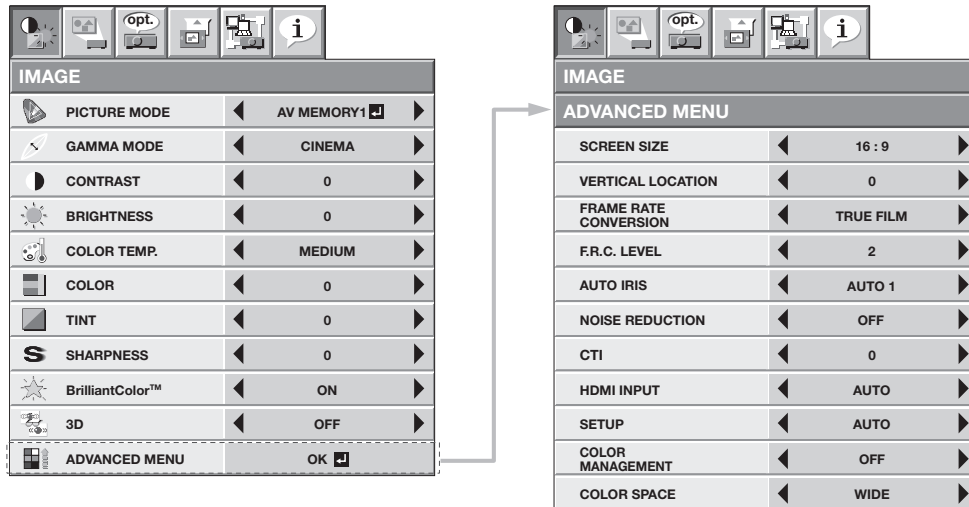 opt.
IMAGE
PICTURE MODE AV MEMORY1
GAMMA MODE CINEMA
CONTRAST 0
BRIGHTNESS 0
COLOR TEMP. MEDIUM
COLOR 0
TINT 0
S SHARPNESS 0
BrilliantColor™ ON
3D OFF
ADVANCED MENU OK
opt.
IMAGE
ADVANCED MENU
SCREEN SIZE 16 : 9
VERTICAL LOCATION 0
FRAME RATE
CONVERSION TRUE FILM
F.R.C. LEVEL 2
AUTO IRIS AUTO 1
NOISE REDUCTION OFF
CTI 0
HDMI INPUT AUTO
SETUP AUTO
COLOR
MANAGEMENT OFF
COLOR SPACE WIDE